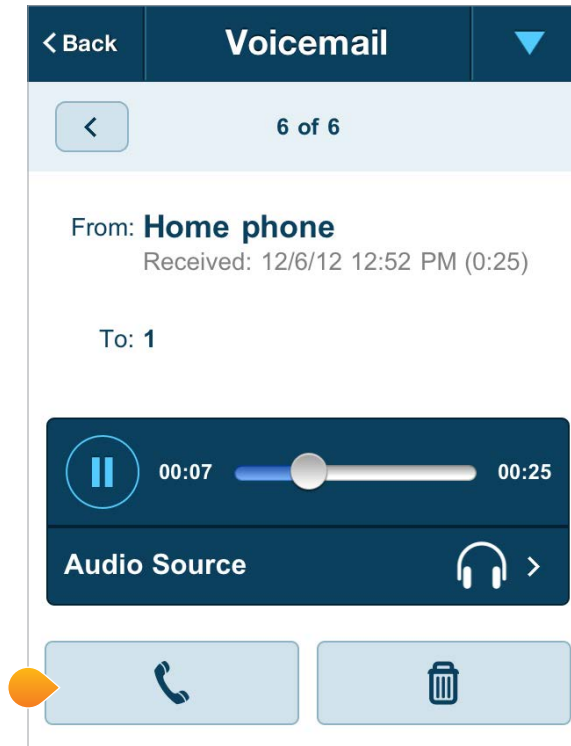 Back
Voicemail
6 of 6
From: Home phone
Received: 12/6/12 12:52 PM (0:25)
To: 1
00:07
00:25
Audio Source